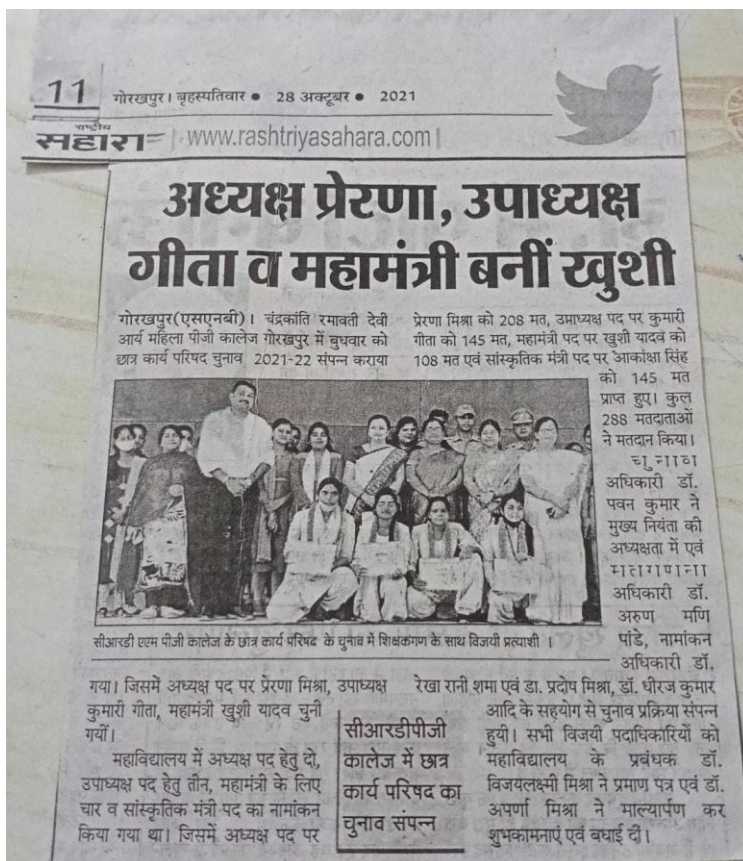 11 गोरखपुर। बृहस्पतिवार ● 28 अक्टूबर ● 2021
राष्ट्रीय
सहारा | www.rashtriyasahara.com |
अध्यक्ष प्रेरणा, उपाध्यक्ष
गीता व महामंत्री बनीं खुशी
गोरखपुर(एसएनबी)। चंद्रकांति रमावती देवी
आर्य महिला पीजी कालेज गोरखपुर में बुधवार को
छात्र कार्य परिषद चुनाव 2021-22 संपन्न कराया
सीआरडी एएम पीजी कालेज के छात्र कार्य परिषद के चुनाव में शिक्षकगण के साथ विजयी प्रत्याशी ।
गया। जिसमें अध्यक्ष पद पर प्रेरणा मिश्रा, उपाध्यक्ष
कुमारी गीता, महामंत्री खुशी यादव चुनी
गयीं।
महाविद्यालय में अध्यक्ष पद हेतु दो,
उपाध्यक्ष पद हेतु तीन, महामंत्री के लिए
चार व सांस्कृतिक मंत्री पद का नामांकन
किया गया था। जिसमें अध्यक्ष पद पर
सीआरडीपीजी
कालेज में छात्र
कार्य परिषद का
चुनाव संपन्न
प्रेरणा मिश्रा को 208 मत, उपाध्यक्ष पद पर कुमारी
गीता को 145 मत, महामंत्री पद पर खुशी यादव को
108 मत एवं सांस्कृतिक मंत्री पद पर आकांक्षा सिंह
को 145 मत
प्राप्त हुए। कुल
288 मतदाताओं
ने मतदान किया।
चुनाव
अधिकारी डॉ.
पवन कुमार ने
मुख्य नियंता की
अध्यक्षता में एवं
मतगणना
अधिकारी डॉ.
अरुण मणि
पांडे, नामांकन
अधिकारी डॉ.
रेखा रानी शमा एवं डा. प्रदोप मिश्रा, डॉ. धीरज कुमार
आदि के सहयोग से चुनाव प्रक्रिया संपन्न
हुयी। सभी विजयी पदाधिकारियों को
महाविद्यालय के प्रबंधक डॉ.
विजयलक्ष्मी मिश्रा ने प्रमाण पत्र एवं डॉ.
अपर्णा मिश्रा ने माल्यार्पण कर
शुभकामनाएं एवं बधाई दी।